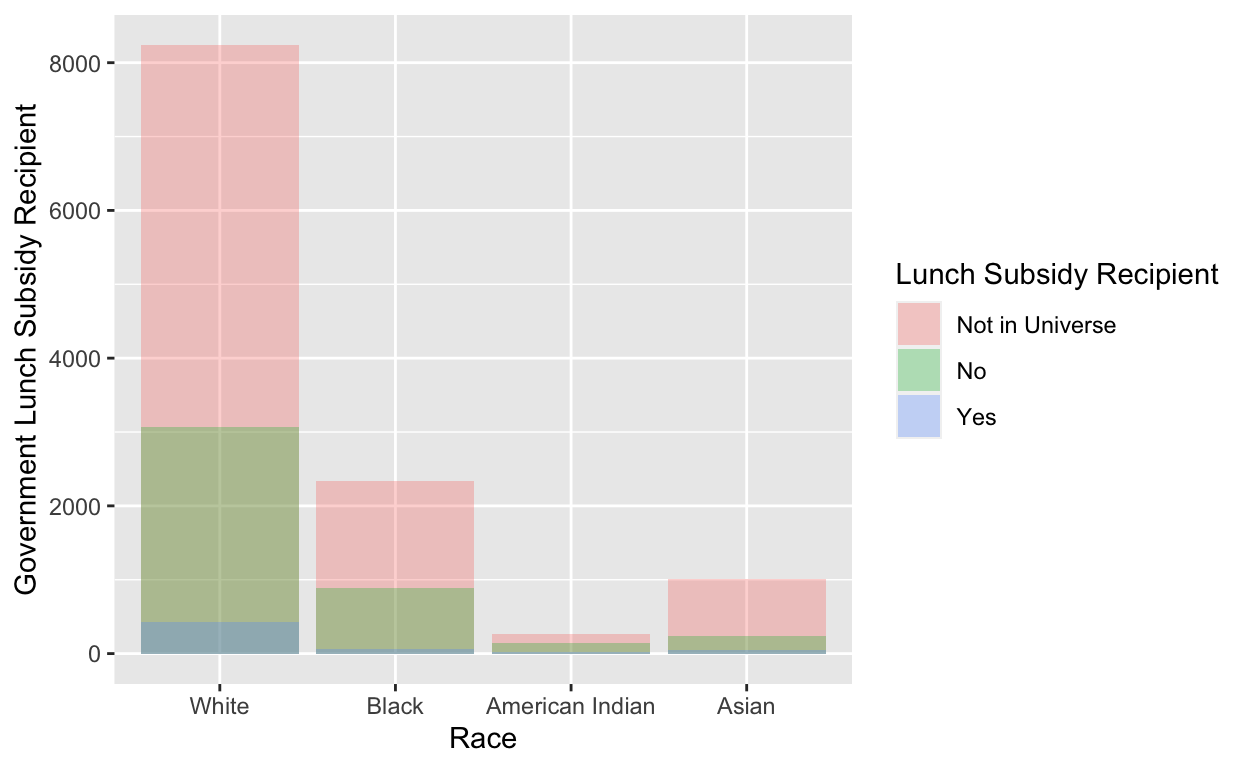 Government Lunch Subsidy Recipient
8000
6000
4000
2000
0
White
Black
American Indian
Asian
Race
Lunch Subsidy Recipient
Not in Universe
No
Yes